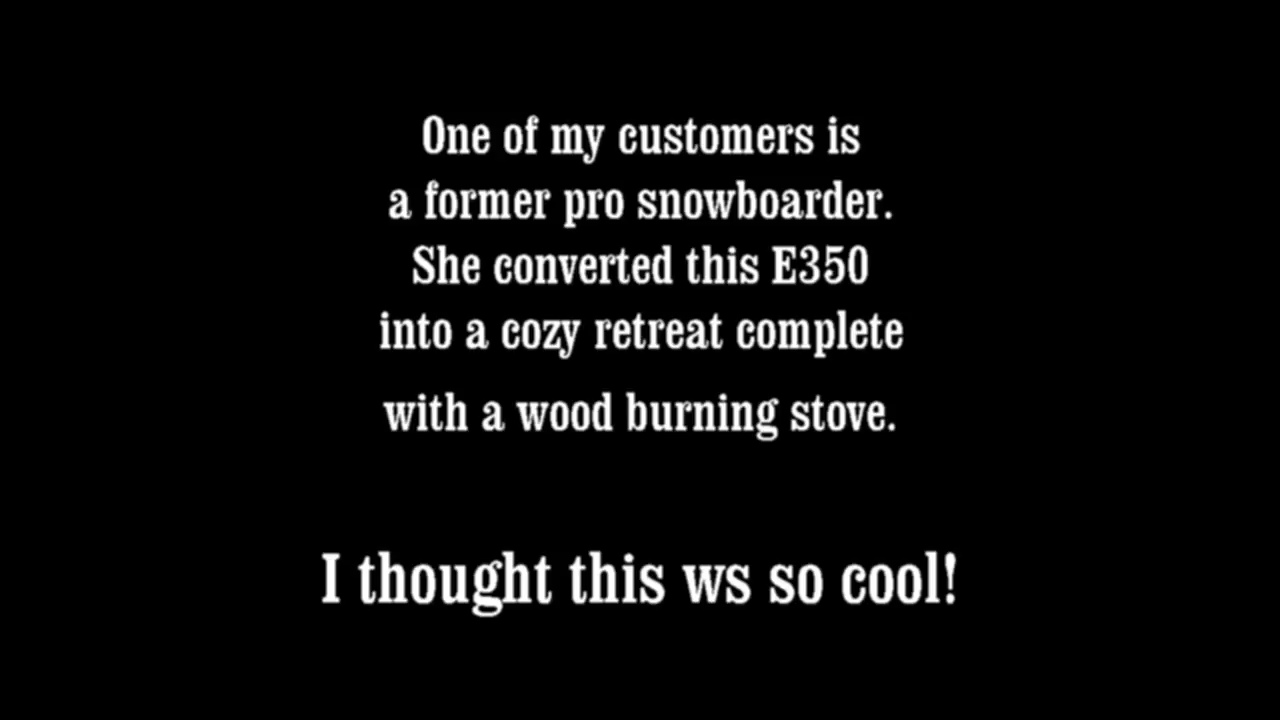 One of my customers is
a former pro snowboarder.
She converted this E350
into a cozy retreat complete
with a wood burning stove.
I thought this ws so cool!